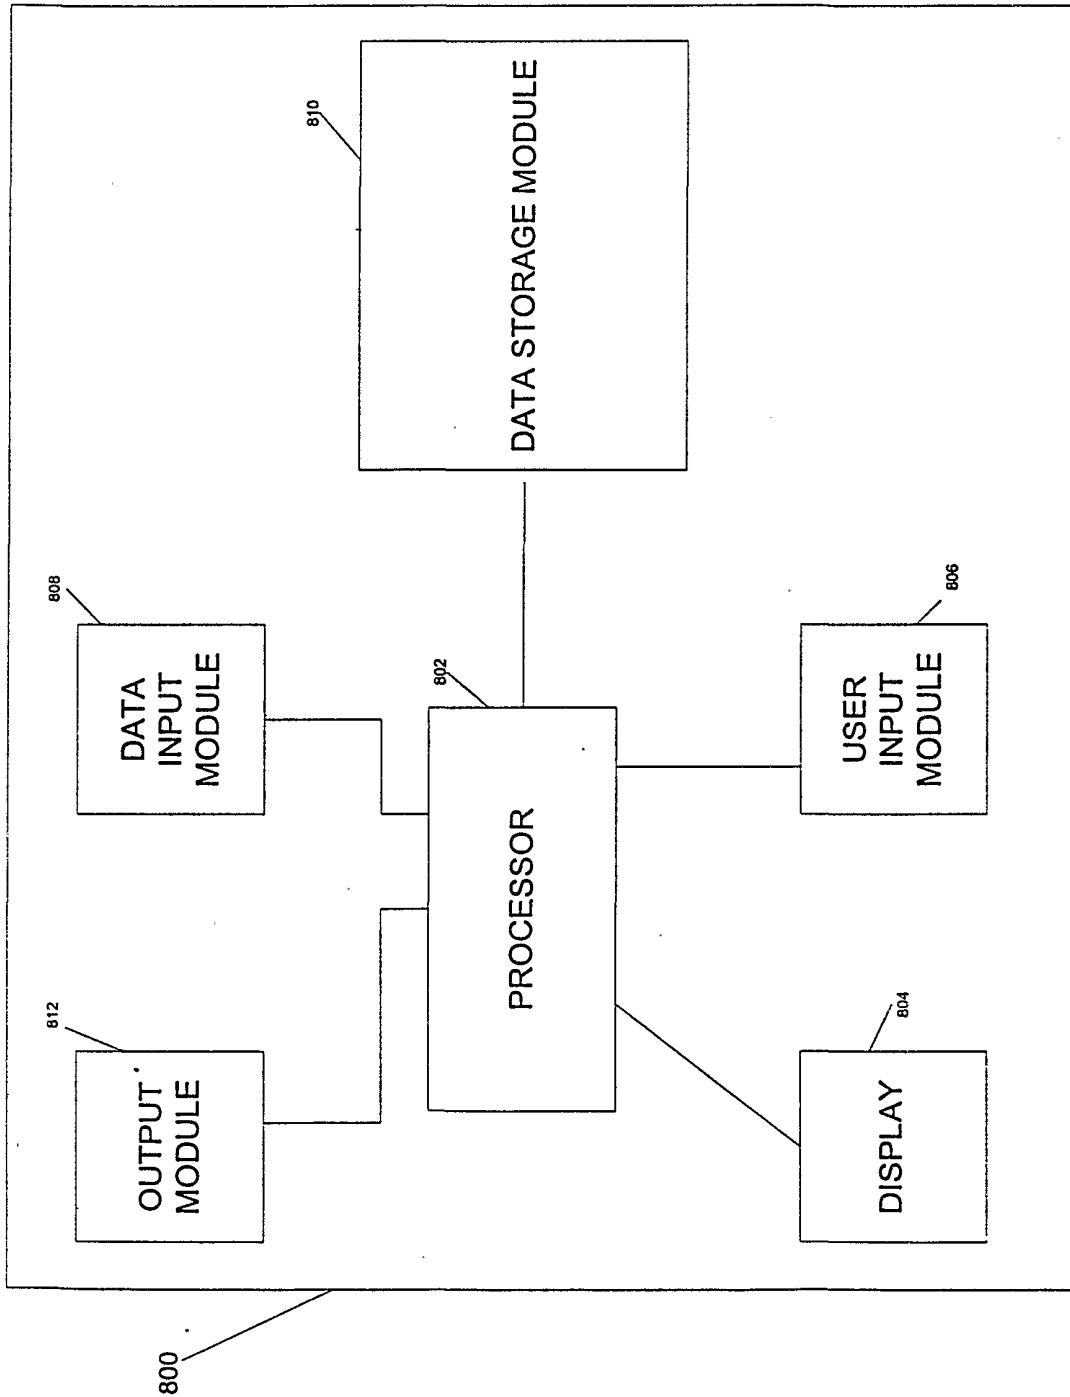 800
812
OUTPUT
MODULE
808
DATA
INPUT
MODULE
802
PROCESSOR
810
DATA STORAGE MODULE
804
DISPLAY
806
USER
INPUT
MODULE